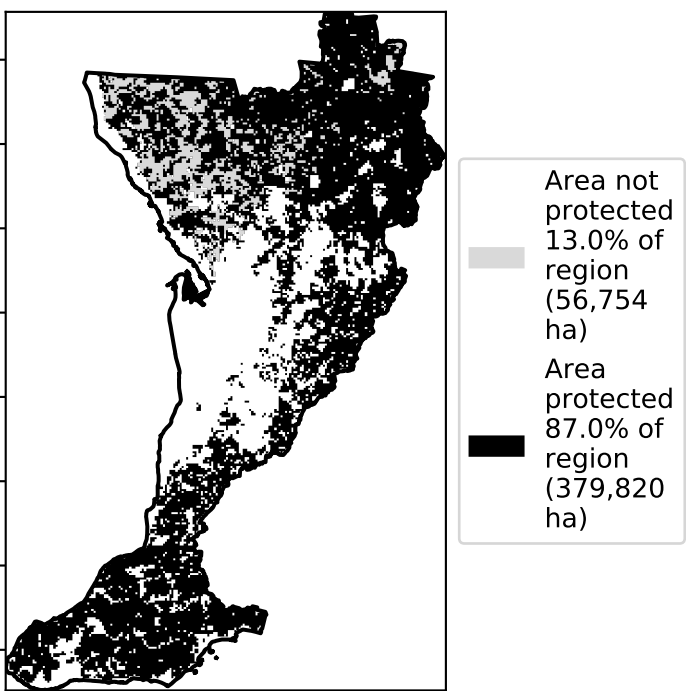 Area not
protected
13.0% of
region
(56,754
ha)
Area
protected
87.0% of
region
(379,820
ha)